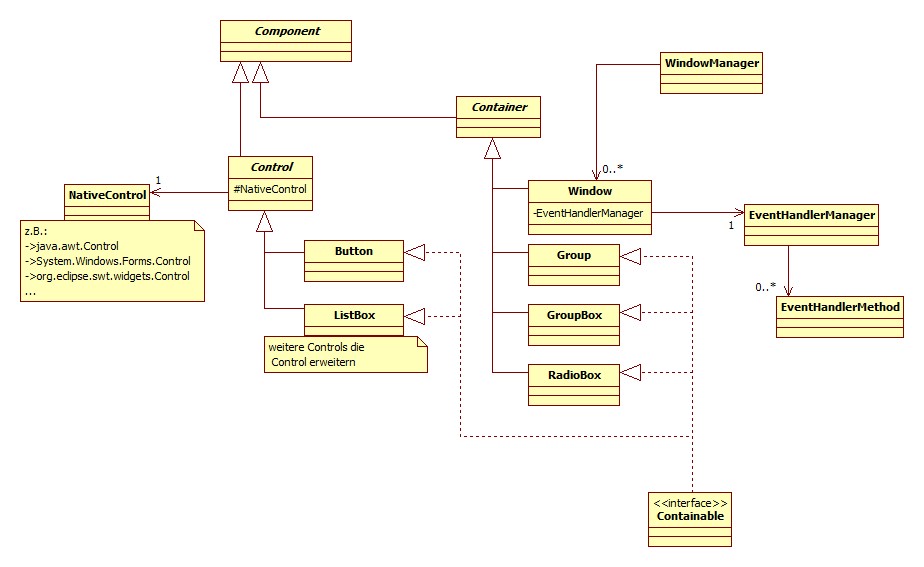 Component
WindowManager
Container
0..*
Control
#NativeControl
1
NativeControl
z.B.:
->java.awt.Control
->System.Windows.Forms.Control
->org.eclipse.swt.widgets.Control
...
Window
-EventHandlerManager
1
EventHandlerManager
Button
Group
0..*
EventHandlerMethod
ListBox
GroupBox
weitere Controls die
Control erweitern
RadioBox
<<interface>>
Containable